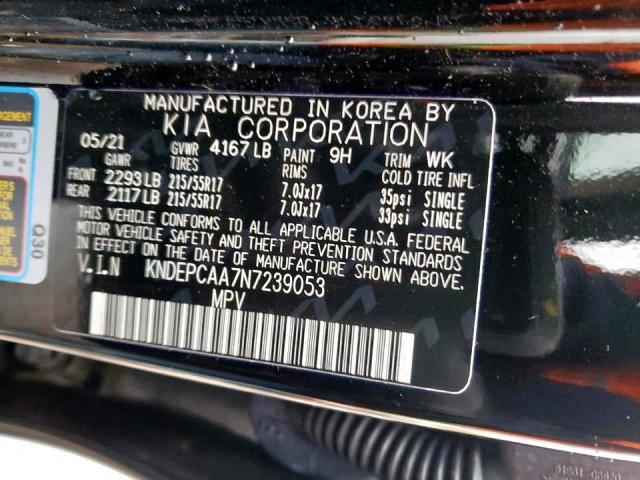 MANUFACTURED IN KOREA BY
KIA CORPORATION
05/21 GVWR 4167 LB PAINT 9H TRIM WK
GAWR TIRES RIMS COLD TIRE INFL
FRONT 2293 LB 215/55R17 7.0Jx17 35psi SINGLE
REAR 2117 LB 215/55R17 7.0Jx17 33psi SINGLE
THIS VEHICLE CONFORMS TO ALL APPLICABLE U.S.A. FEDERAL
MOTOR VEHICLE SAFETY AND THEFT PREVENTION STANDARDS
IN EFFECT ON THE DATE OF MANUFACTURE SHOWN ABOVE.
V.I.N KNDEPCAA7N7239053
MPV
Q30